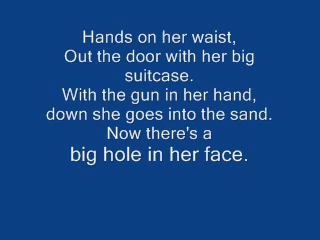 Hands on her waist,
Out the door with her big
suitcase.
With the gun in her hand,
down she goes into the sand.
Now there's a
big hole in her face.